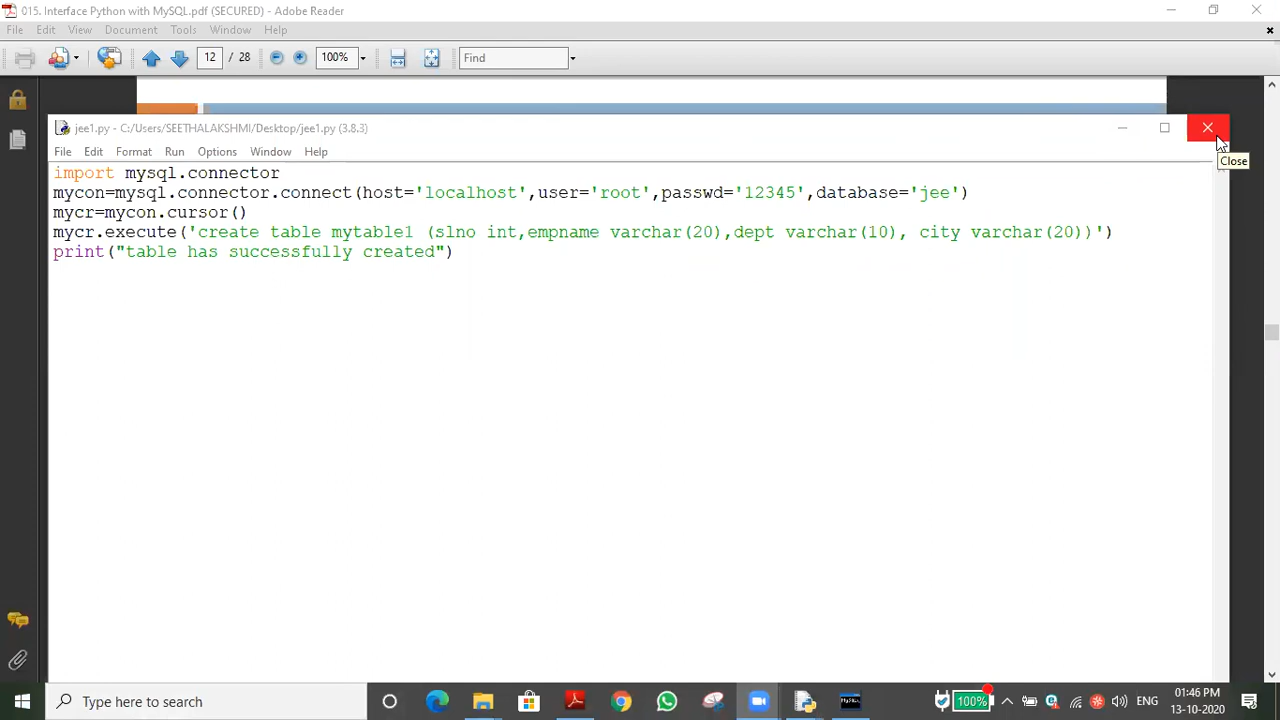 015. Interface Python with MySQL.pdf (SECURED) - Adobe Reader
File Edit View Document Tools Window Help
12 / 28 100% Find
jee1.py - C:/Users/SEETHALAKSHMI/Desktop/jee1.py (3.8.3)
File Edit Format Run Options Window Help
Close
import mysql.connector
mycon=mysql.connector.connect(host='localhost',user='root',passwd='12345',database='jee')
mycr=mycon.cursor()
mycr.execute('create table mytable1 (slno int,empname varchar(20),dept varchar(10), city varchar(20))')
print("table has successfully created")
Type here to search
100%
ENG
01:46 PM
13-10-2020